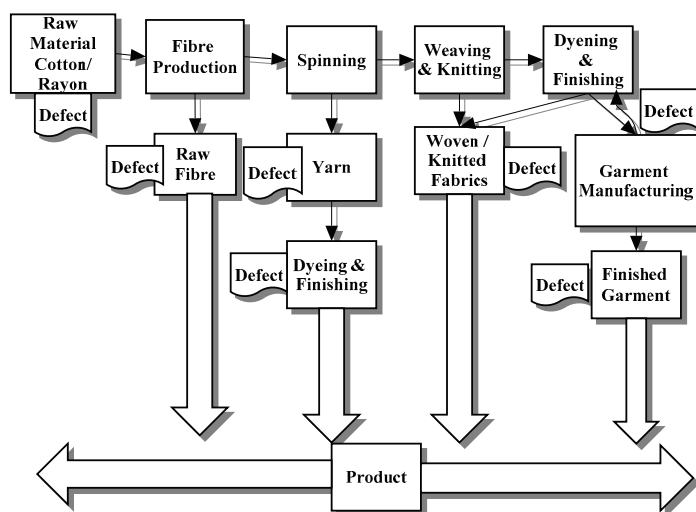 Raw
Material
Cotton/
Rayon
Fibre
Production
Spinning
Weaving
& Knitting
Dyening
&
Finishing
Defect
Defect
Raw
Fibre
Defect
Yarn
Defect
Woven /
Knitted
Fabrics
Defect
Garment
Manufacturing
Defect
Dyeing &
Finishing
Defect
Finished
Garment
Product